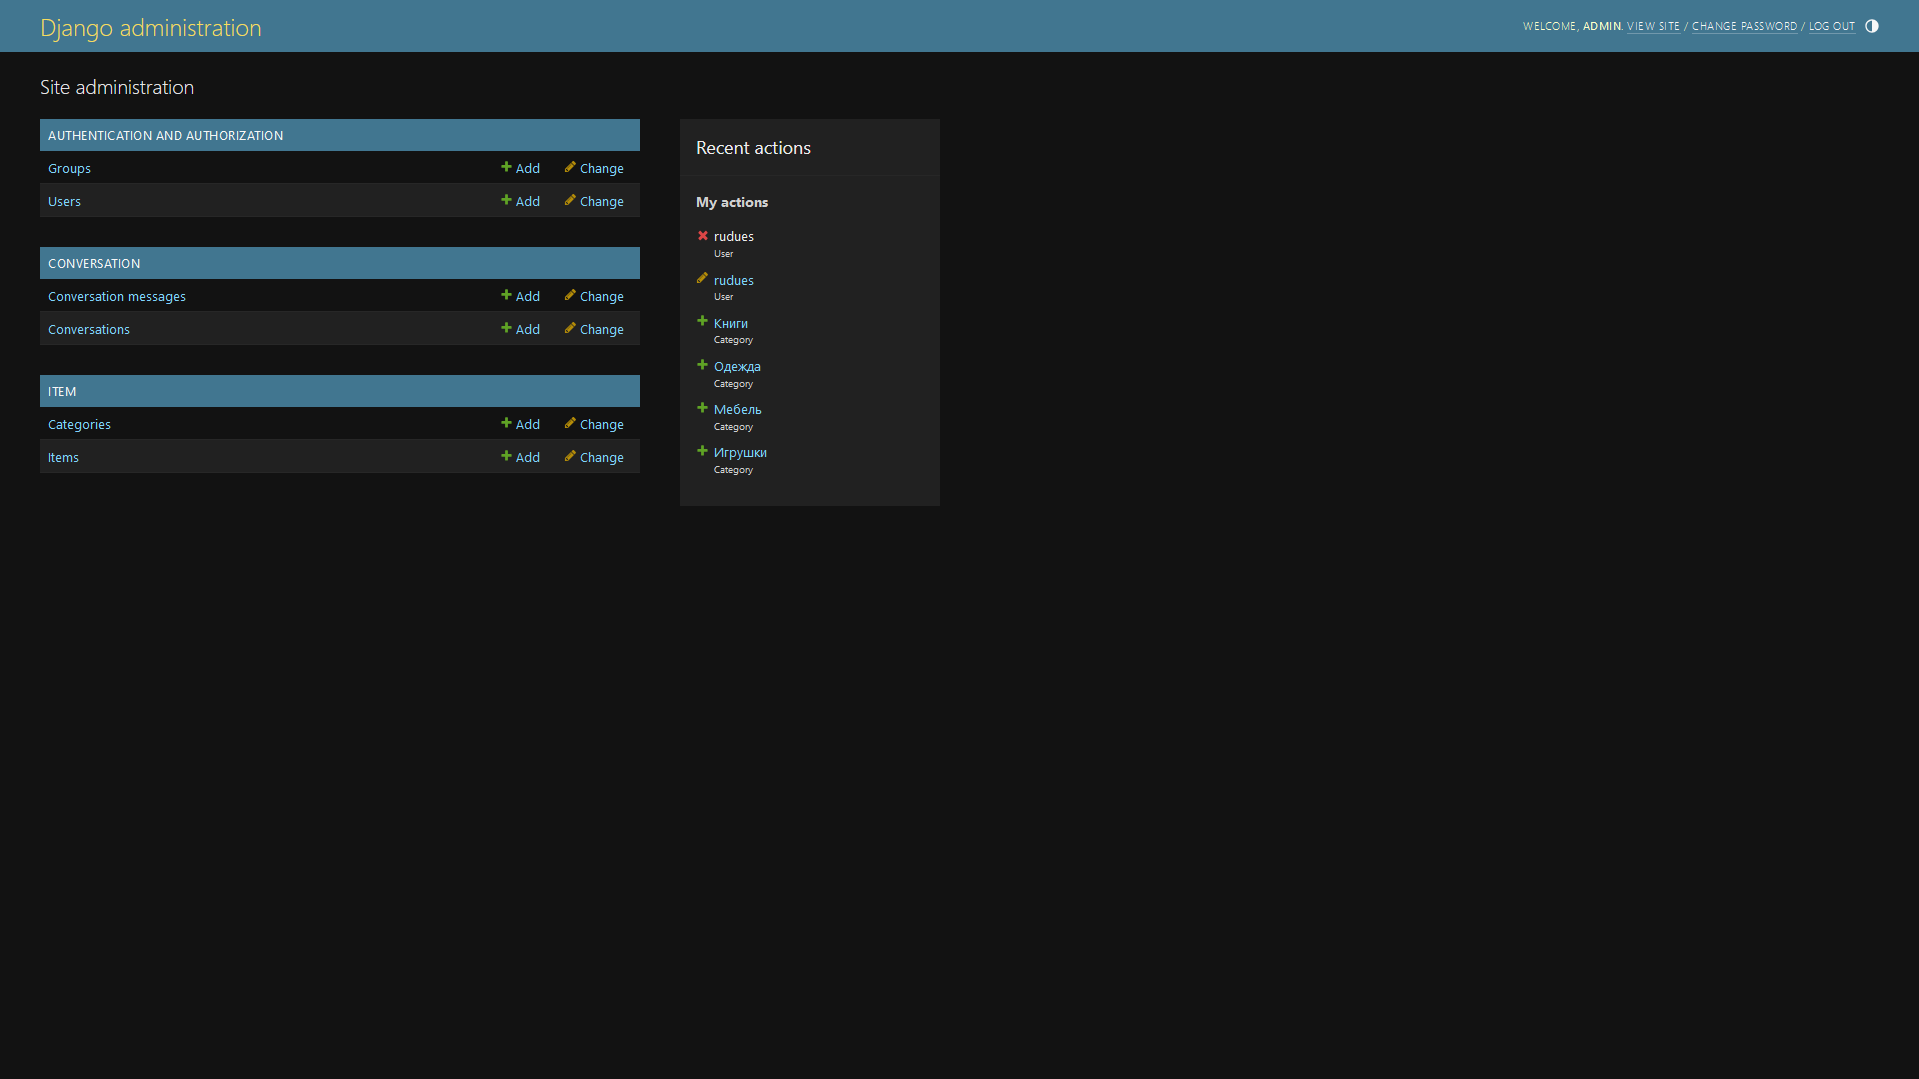 Django administration
WELCOME, ADMIN. VIEW SITE / CHANGE PASSWORD / LOG OUT
Site administration
AUTHENTICATION AND AUTHORIZATION
Groups Add Change
Users Add Change
CONVERSATION
Conversation messages Add Change
Conversations Add Change
ITEM
Categories Add Change
Items Add Change
Recent actions
My actions
rudues
User
rudues
User
Книги
Category
Одежда
Category
Мебель
Category
Игрушки
Category